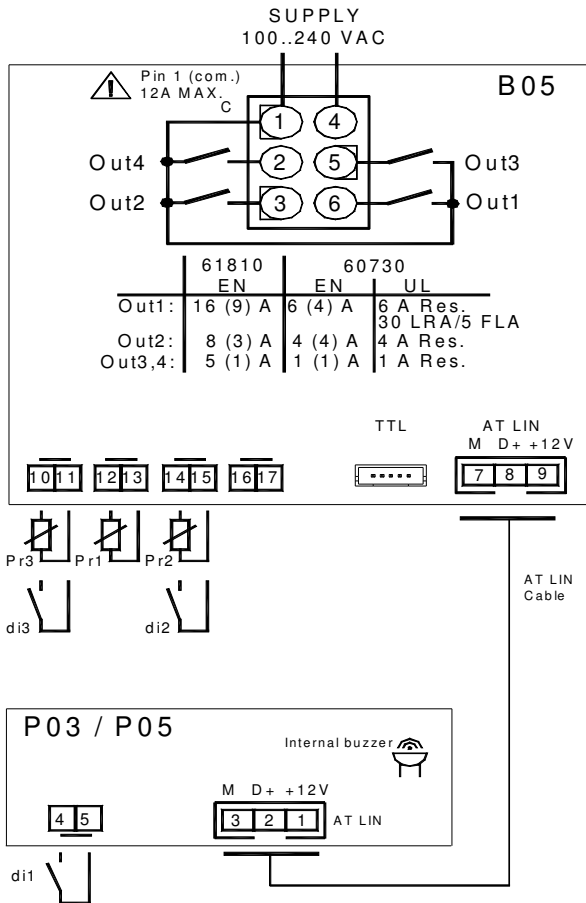 SUPPLY
100..240 VAC
Pin 1 (com.)
12A MAX.
C
B05
1 4
Out4 2 5 Out3
Out2 3 6 Out1
61810 60730
EN EN UL
Out1: 16 (9) A 6 (4) A 6 A Res.
30 LRA/5 FLA
Out2: 8 (3) A 4 (4) A 4 A Res.
Out3,4: 5 (1) A 1 (1) A 1 A Res.
TTL AT LIN
M D+ +12V
10 11 12 13 14 15 16 17 7 8 9
Pr3 Pr1 Pr2
AT LIN
Cable
di3 di2
P03 / P05
Internal buzzer
M D+ +12V
4 5 3 2 1 AT LIN
di1